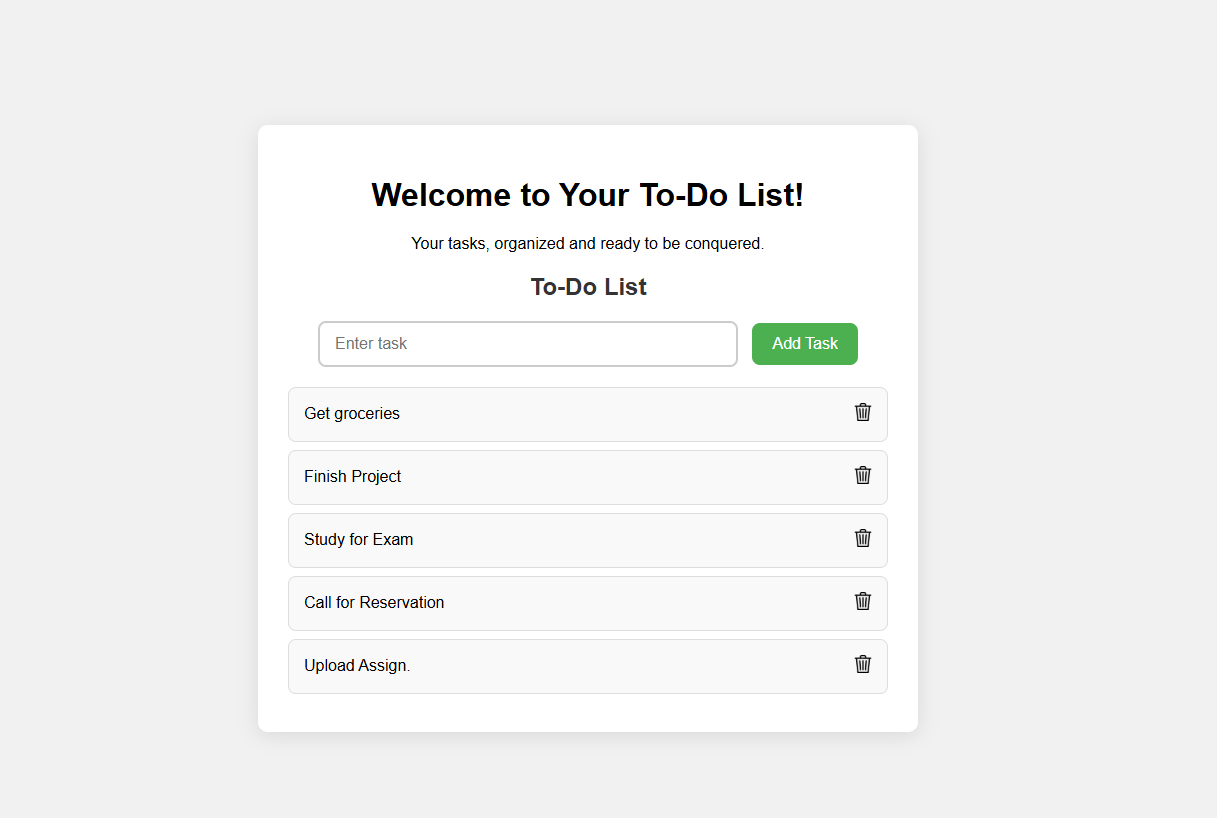 Welcome to Your To-Do List!
Your tasks, organized and ready to be conquered.
To-Do List
Enter task
Add Task
Get groceries
Finish Project
Study for Exam
Call for Reservation
Upload Assign.